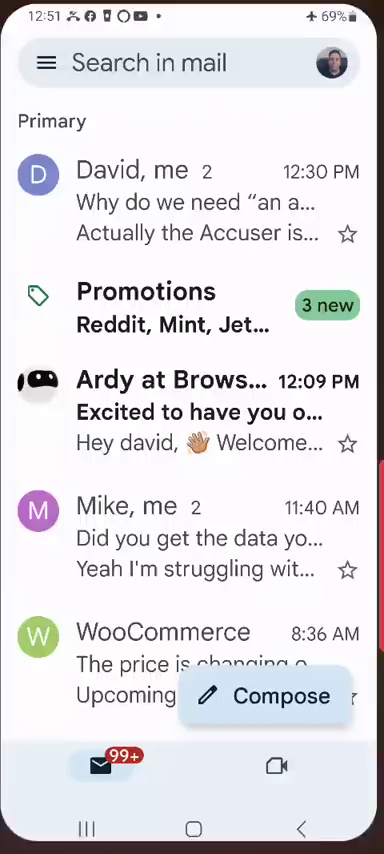 12:51 69%
Search in mail
Primary
D David, me 2 12:30 PM
Why do we need “an a...
Actually the Accuser is...
Promotions 3 new
Reddit, Mint, Jet...
Ardy at Brows... 12:09 PM
Excited to have you o...
Hey david, 👋🏼 Welcome...
M Mike, me 2 11:40 AM
Did you get the data yo...
Yeah I'm struggling wit...
W WooCommerce 8:36 AM
The price is changing o
Upcoming
Compose
99+